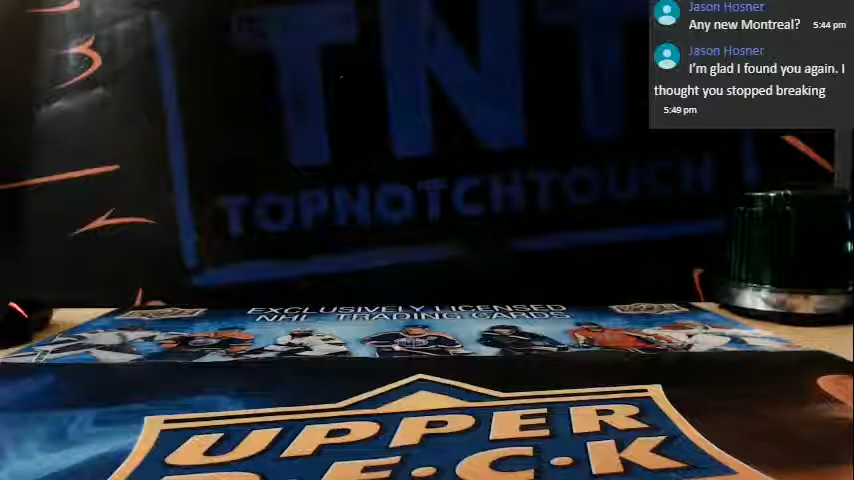 Jason Hosner
Any new Montreal? 5:44 pm
Jason Hosner
I'm glad I found you again. I
thought you stopped breaking
5:49 pm
TNT
TOPNOTCHTOUCH
EXCLUSIVELY LICENSED
NHL TRADING CARDS
UPPER
D.E.C.K